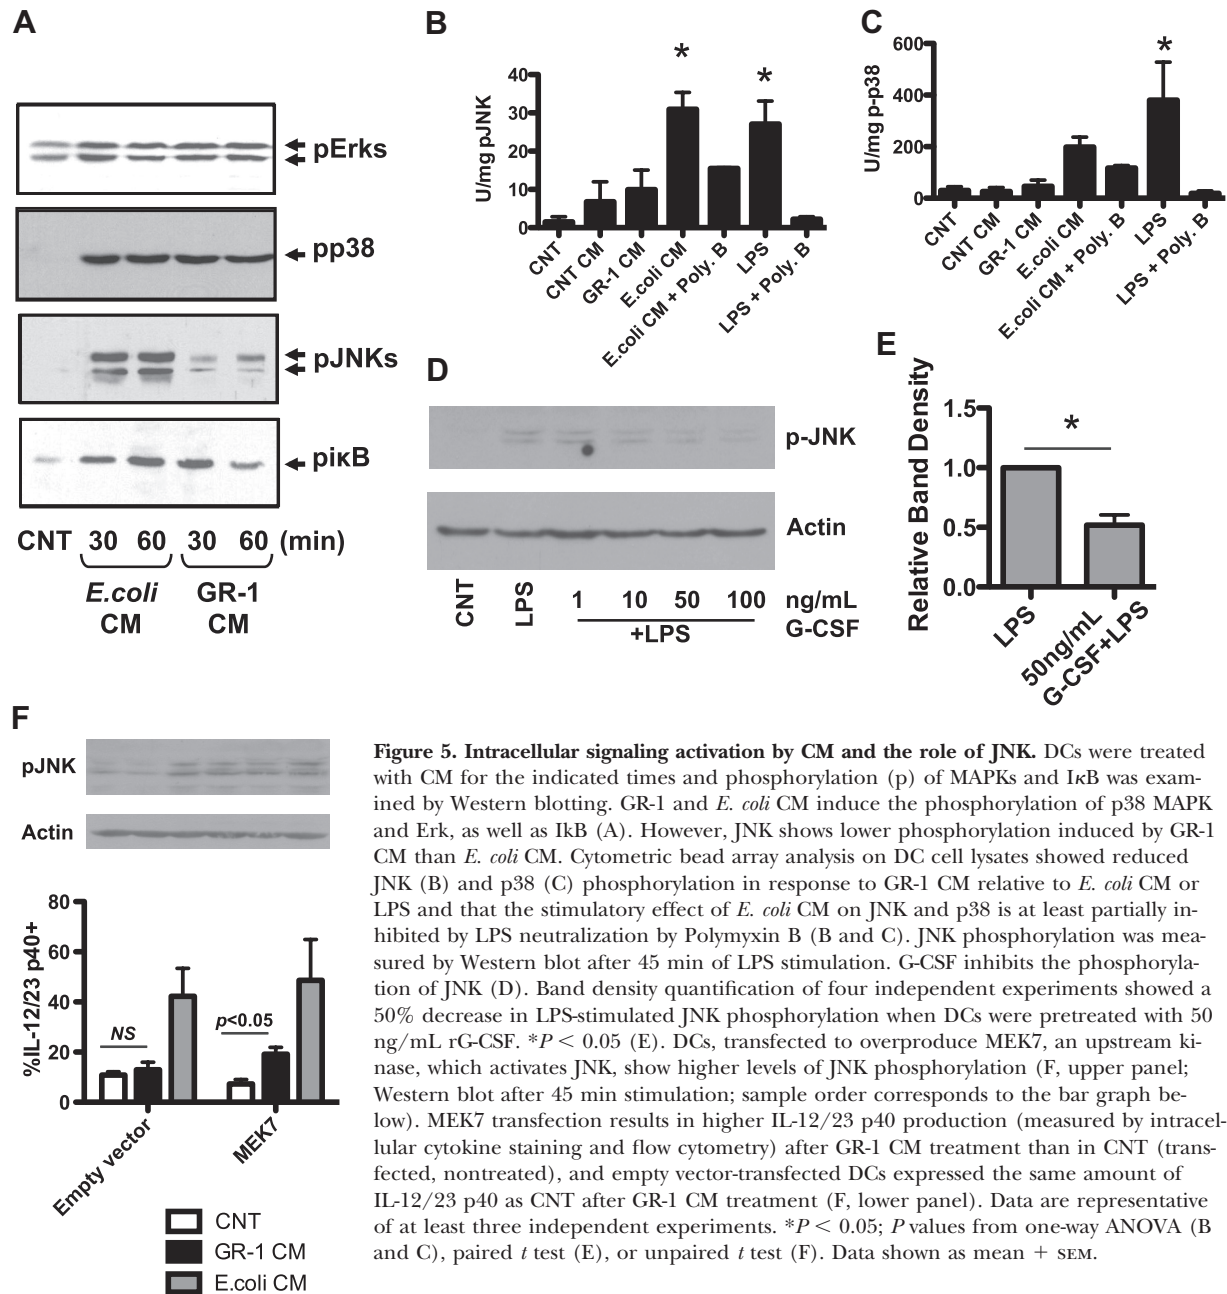 A
pErks
pp38
pJNKs
piκB
CNT 30 60 30 60 (min)
E.coli CM GR-1 CM
B
*
*
U/mg pJNK
40
30
20
10
0
CNT
CNT CM
GR-1 CM
E.coli CM
E.coli CM + Poly. B
LPS
LPS + Poly. B
C
*
U/mg p-p38
600
400
200
0
CNT
CNT CM
GR-1 CM
E.coli CM
E.coli CM + Poly. B
LPS
LPS + Poly. B
D
p-JNK
Actin
CNT LPS 1 10 50 100 ng/mL
+LPS G-CSF
E
Relative Band Density
1.5
1.0
0.5
0.0
*
LPS
50ng/mL
G-CSF+LPS
F
pJNK
Actin
%IL-12/23 p40+
80
60
40
20
0
NS
p<0.05
Empty vector
MEK7
CNT
GR-1 CM
E.coli CM
Figure 5. Intracellular signaling activation by CM and the role of JNK. DCs were treated
with CM for the indicated times and phosphorylation (p) of MAPKs and IκB was exam-
ined by Western blotting. GR-1 and E. coli CM induce the phosphorylation of p38 MAPK
and Erk, as well as IkB (A). However, JNK shows lower phosphorylation induced by GR-1
CM than E. coli CM. Cytometric bead array analysis on DC cell lysates showed reduced
JNK (B) and p38 (C) phosphorylation in response to GR-1 CM relative to E. coli CM or
LPS and that the stimulatory effect of E. coli CM on JNK and p38 is at least partially in-
hibited by LPS neutralization by Polymyxin B (B and C). JNK phosphorylation was mea-
sured by Western blot after 45 min of LPS stimulation. G-CSF inhibits the phosphoryla-
tion of JNK (D). Band density quantification of four independent experiments showed a
50% decrease in LPS-stimulated JNK phosphorylation when DCs were pretreated with 50
ng/mL rG-CSF. *P < 0.05 (E). DCs, transfected to overproduce MEK7, an upstream ki-
nase, which activates JNK, show higher levels of JNK phosphorylation (F, upper panel;
Western blot after 45 min stimulation; sample order corresponds to the bar graph be-
low). MEK7 transfection results in higher IL-12/23 p40 production (measured by intracel-
lular cytokine staining and flow cytometry) after GR-1 CM treatment than in CNT (trans-
fected, nontreated), and empty vector-transfected DCs expressed the same amount of
IL-12/23 p40 as CNT after GR-1 CM treatment (F, lower panel). Data are representative
of at least three independent experiments. *P < 0.05; P values from one-way ANOVA (B
and C), paired t test (E), or unpaired t test (F). Data shown as mean + SEM.